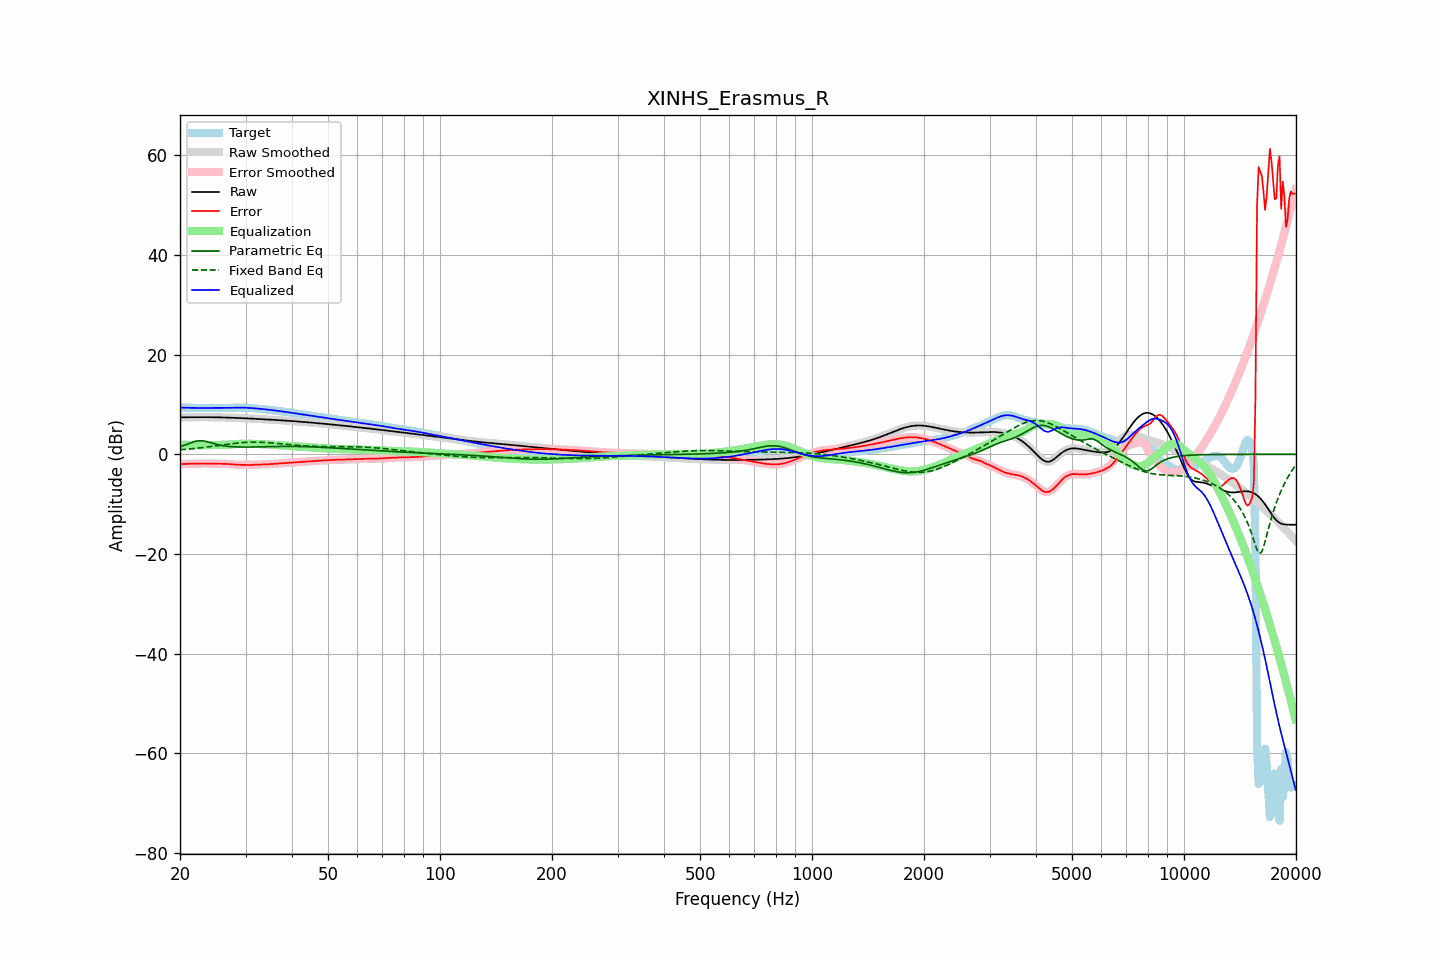 XINHS_Erasmus_R
Target
Raw Smoothed
Error Smoothed
Raw
Error
Equalization
Parametric Eq
Fixed Band Eq
Equalized
60
40
20
0
−20
−40
−60
−80
Amplitude (dBr)
20 50 100 200 500 1000 2000 5000 10000 20000
Frequency (Hz)